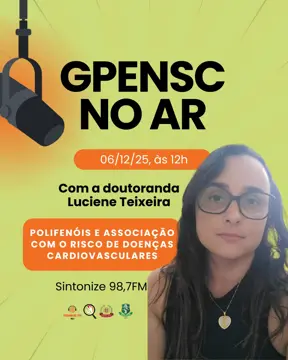 GPENSC
NO AR
06/12/25, às 12h
Com a doutoranda
Luciene Teixeira
POLIFENÓIS E ASSOCIAÇÃO
COM O RISCO DE DOENÇAS
CARDIOVASCULARES
Sintonize 98,7FM